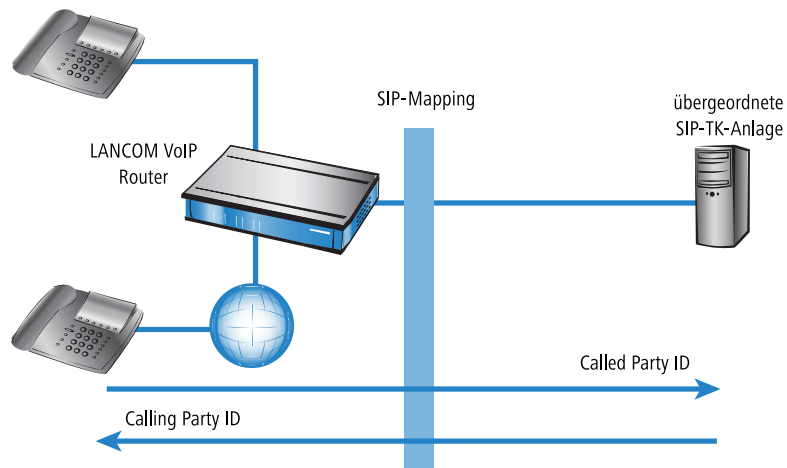 SIP-Mapping
übergeordnete
SIP-TK-Anlage
LANCOM VoIP
Router
Called Party ID
Calling Party ID